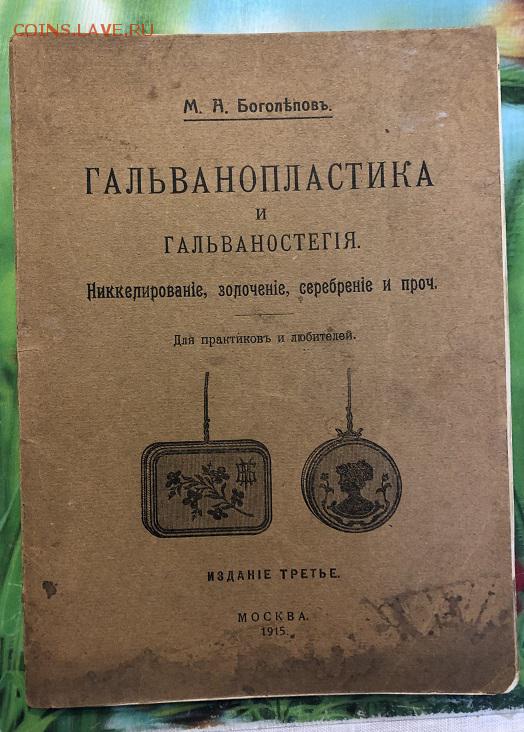 COINS.LAVE.RU
М. А. Боголѣповъ.
ГАЛЬВАНОПЛАСТИКА
И
ГАЛЬВАНОСТЕГІЯ.
Никкелированіе, золоченіе, серебреніе и проч.
Для практиковъ и любителей.
ИЗДАНІЕ ТРЕТЬЕ.
МОСКВА.
1915.